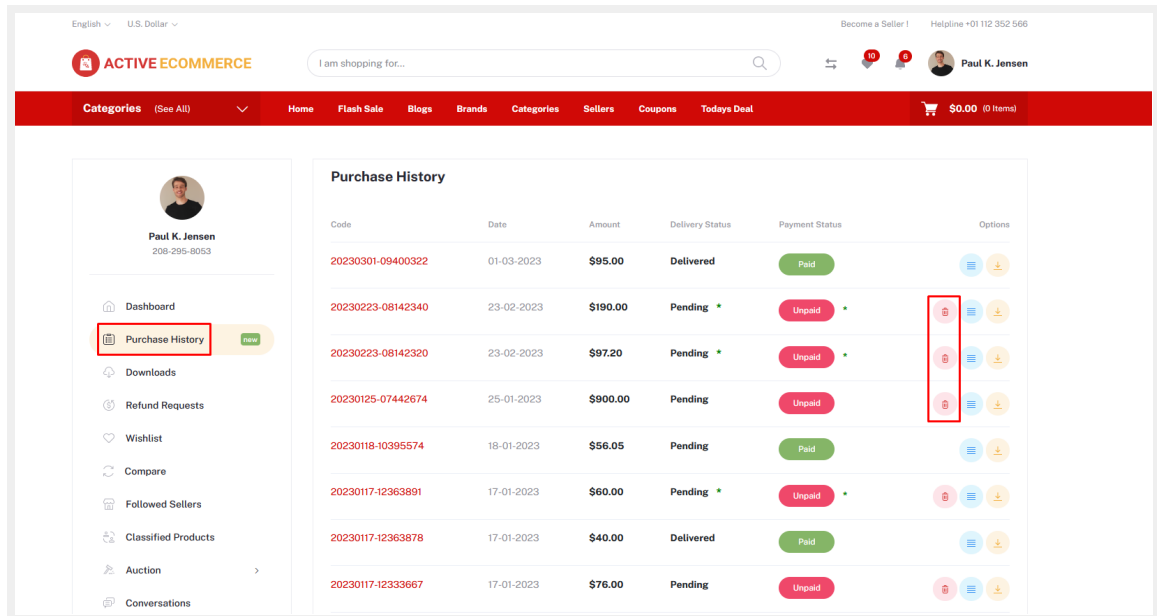 English U.S. Dollar Become a Seller ! Helpline +01 112 352 566
ACTIVE ECOMMERCE I am shopping for... 10 6 Paul K. Jensen
Categories (See All) Home Flash Sale Blogs Brands Categories Sellers Coupons Todays Deal $0.00 (0 Items)
Paul K. Jensen
208-295-8053
Dashboard
Purchase History new
Downloads
Refund Requests
Wishlist
Compare
Followed Sellers
Classified Products
Auction
Conversations
Purchase History
Code Date Amount Delivery Status Payment Status Options
20230301-09400322 01-03-2023 $95.00 Delivered Paid
20230223-08142340 23-02-2023 $190.00 Pending * Unpaid *
20230223-08142320 23-02-2023 $97.20 Pending * Unpaid *
20230125-07442674 25-01-2023 $900.00 Pending Unpaid
20230118-10395574 18-01-2023 $56.05 Pending Paid
20230117-12363891 17-01-2023 $60.00 Pending * Unpaid *
20230117-12363878 17-01-2023 $40.00 Delivered Paid
20230117-12333667 17-01-2023 $76.00 Pending Unpaid